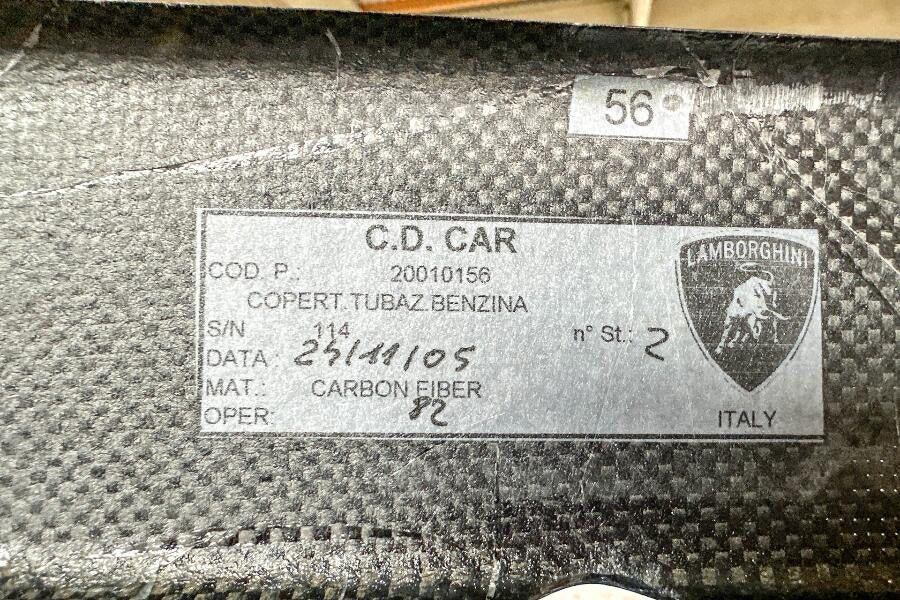 56
C.D. CAR
COD. P.: 20010156
COPERT.TUBAZ.BENZINA
S/N 114
n° St.: 2
DATA : 25/11/05
MAT.: CARBON FIBER
OPER: 82
LAMBORGHINI
ITALY